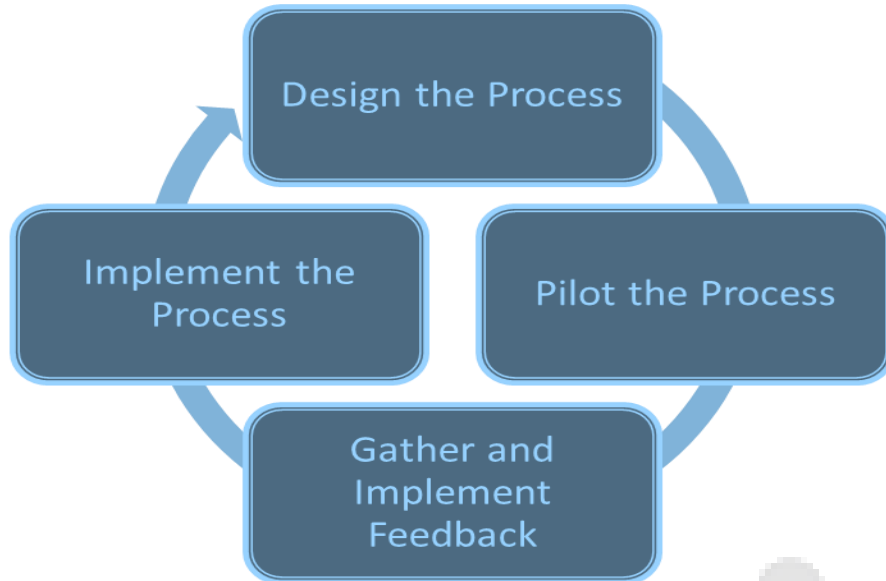 Design the Process
Pilot the Process
Gather and
Implement
Feedback
Implement the
Process